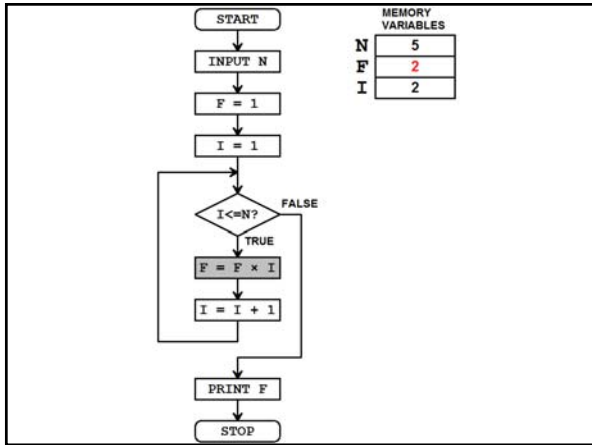 START
INPUT N
F = 1
I = 1
I<=N?
FALSE
TRUE
F = F × I
I = I + 1
PRINT F
STOP
MEMORY
VARIABLES
N 5
F 2
I 2